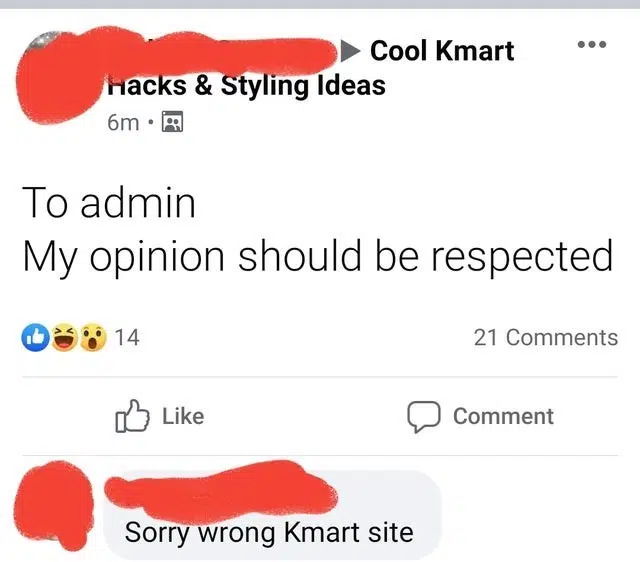 Cool Kmart
Hacks & Styling Ideas
6m •
To admin
My opinion should be respected
14
21 Comments
Like
Comment
Sorry wrong Kmart site